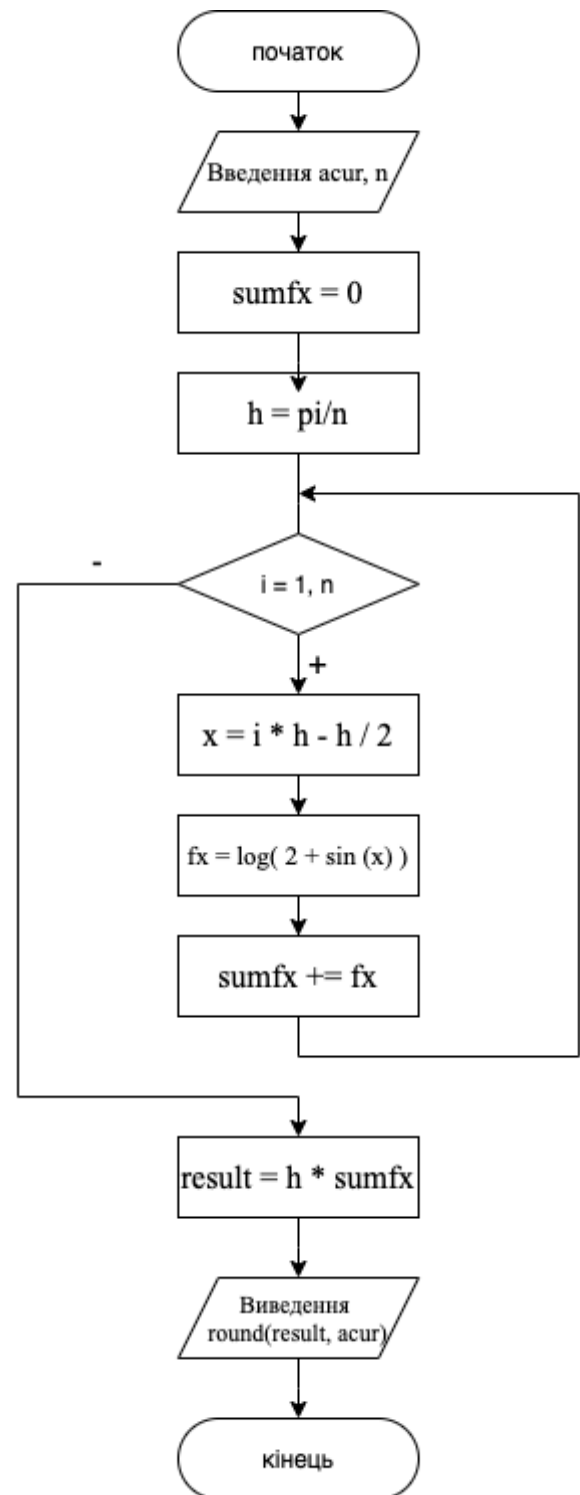 початок
Введення acur, n
sumfx = 0
h = pi/n
i = 1, n
-
+
x = i * h - h / 2
fx = log( 2 + sin (x) )
sumfx += fx
result = h * sumfx
Виведення
round(result, acur)
кінець